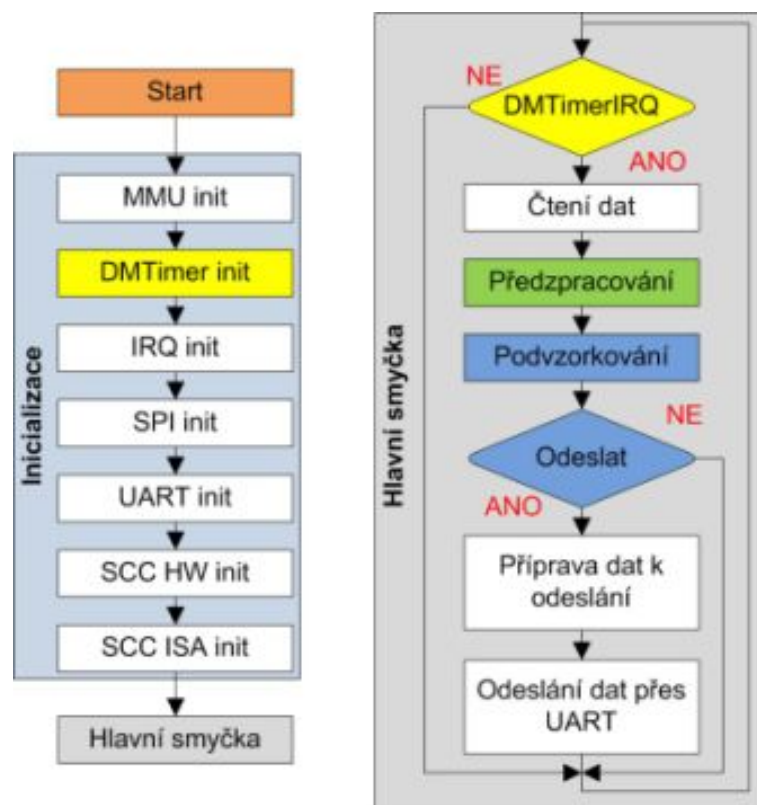 Start
Inicializace
MMU init
DMTimer init
IRQ init
SPI init
UART init
SCC HW init
SCC ISA init
Hlavní smyčka
Hlavní smyčka
NE
DMTimerIRQ
ANO
Čtení dat
Předzpracování
Podvzorkování
NE
Odeslat
ANO
Příprava dat k
odeslání
Odeslání dat přes
UART